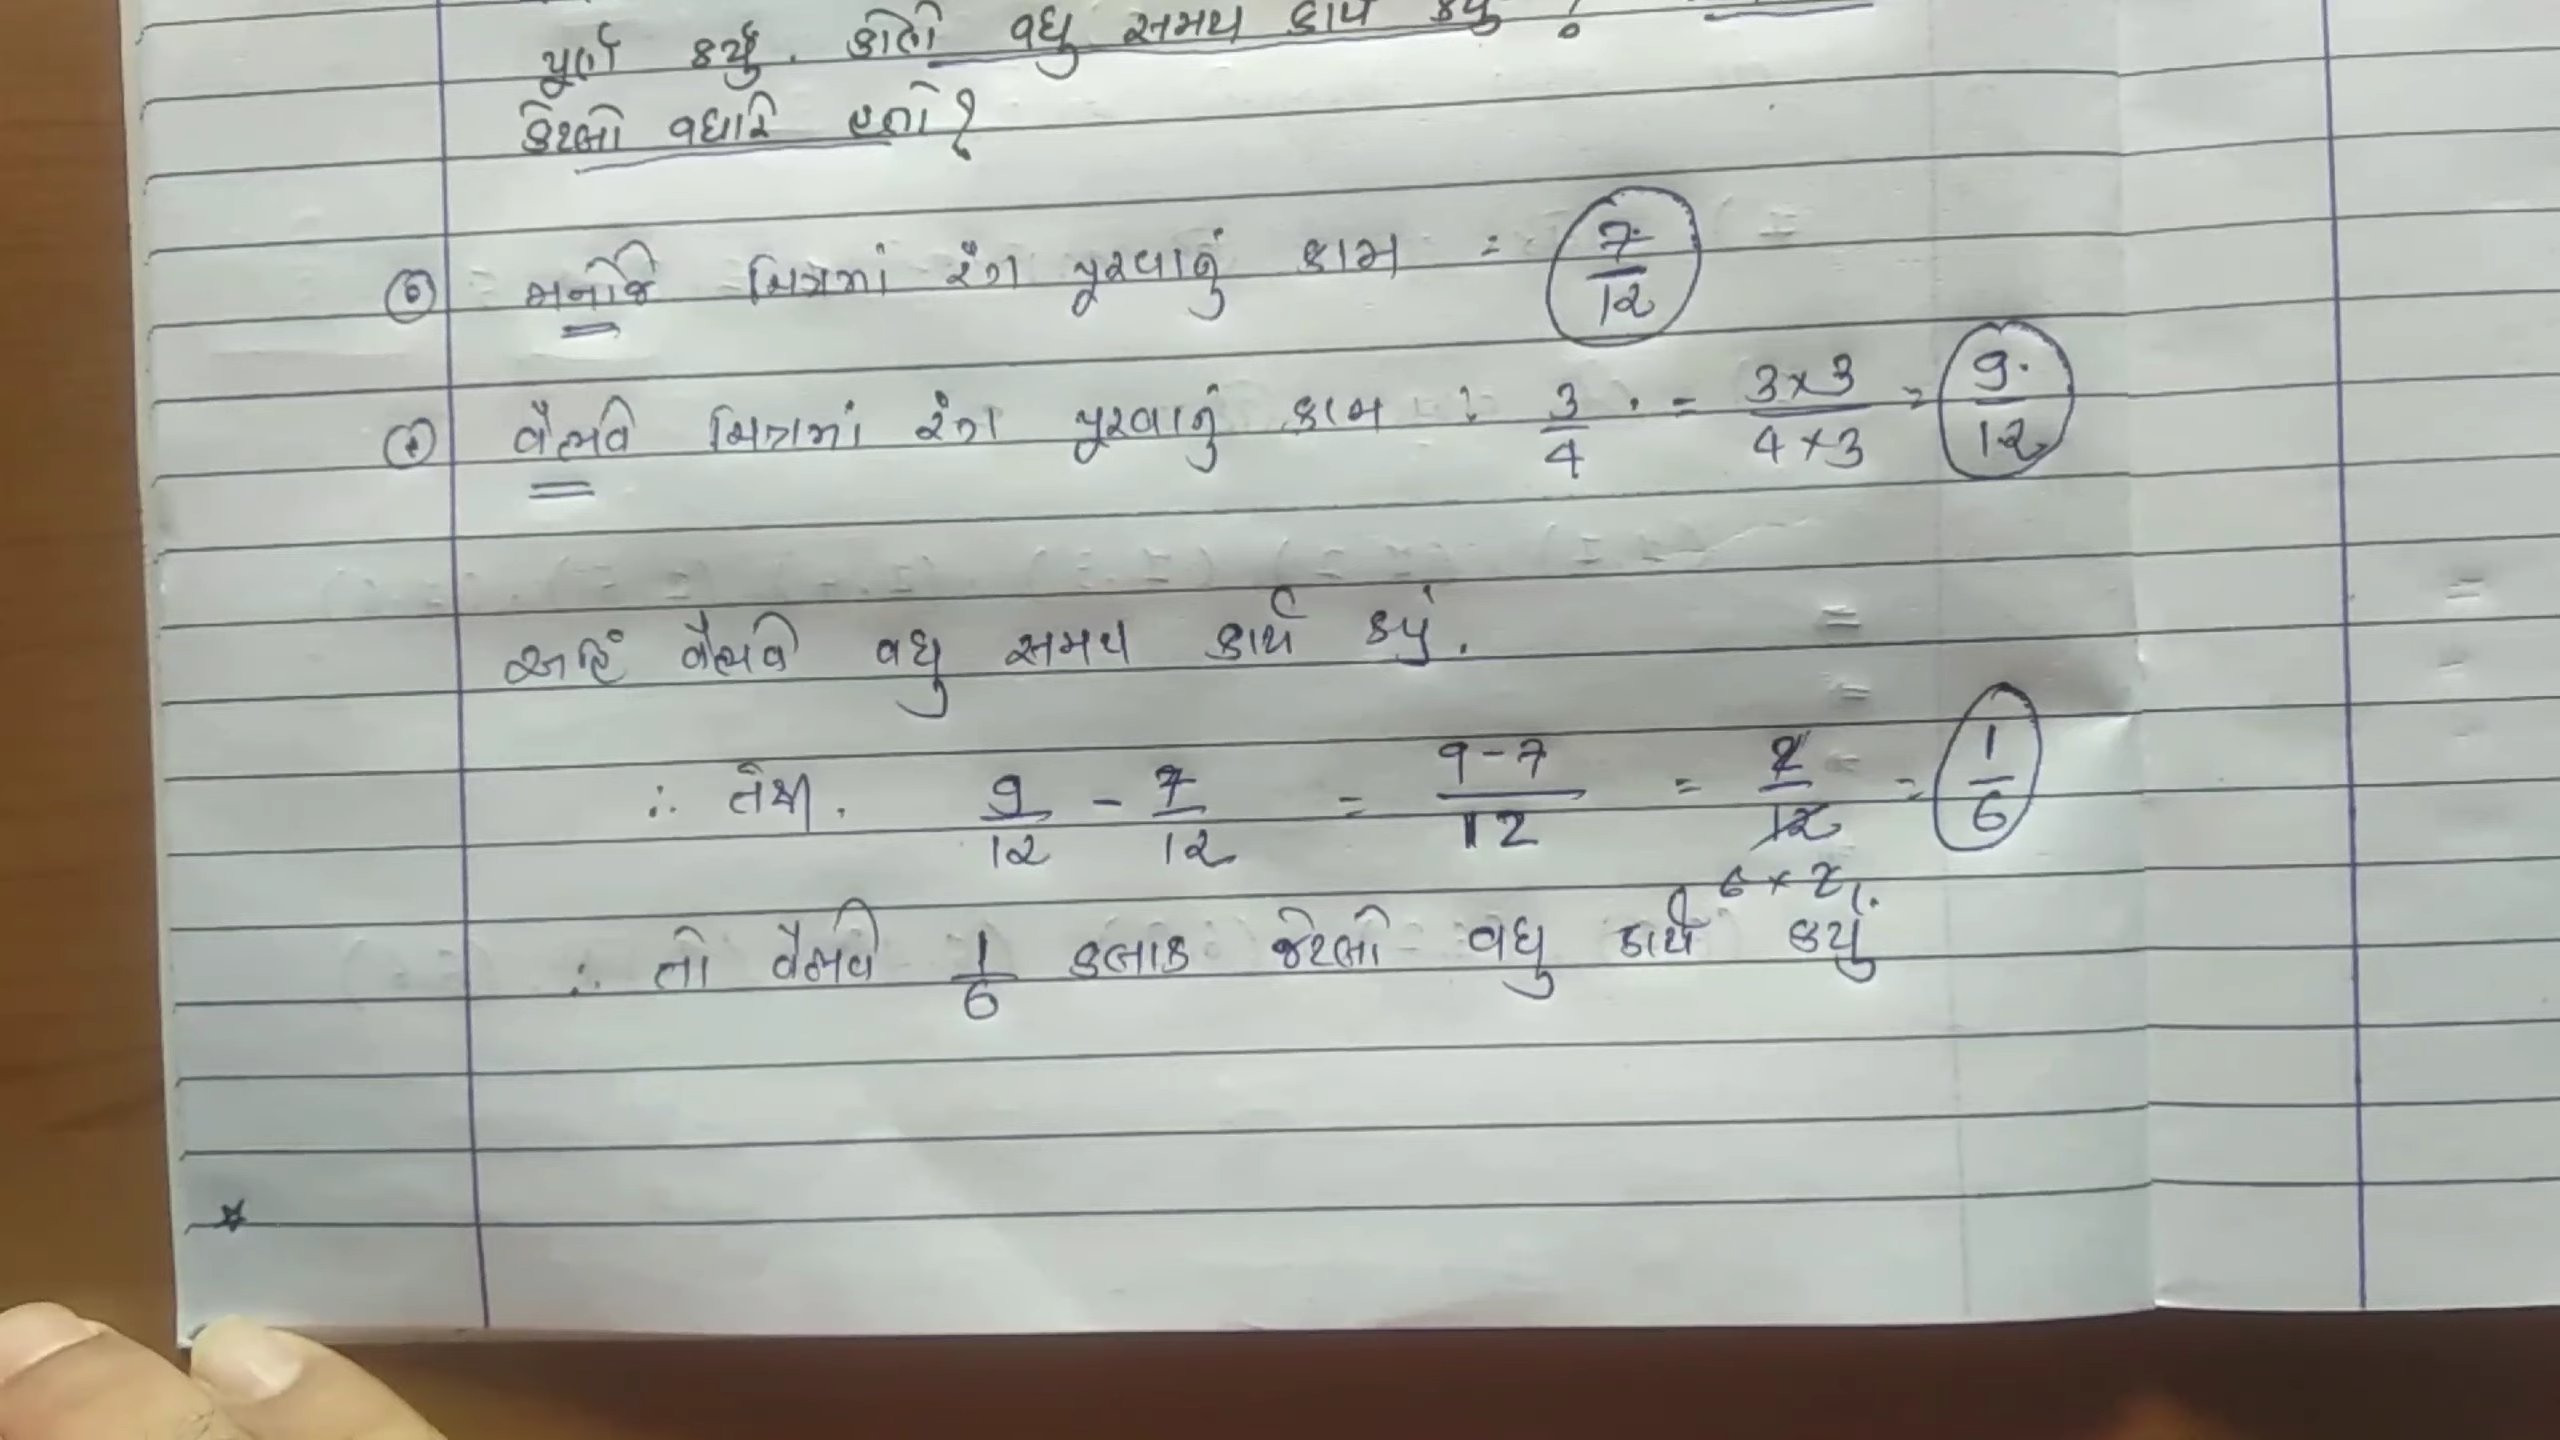 પૂર્ણ કર્યું. કોણે વધુ સમય કાર્ય કર્યું?
કેટલો વધારે હતો?
મનોજે ચિત્રમાં રંગ પૂરવાનું કામ = 7/12
વૈભવે ચિત્રમાં રંગ પૂરવાનું કામ : 3/4 = 3×3/4×3 = 9/12
અહિં વૈભવે વધુ સમય કાર્ય કર્યું.
∴ તેથી. 9/12 - 7/12 = 9-7/12 = 2/12 = 1/6
6×2
∴ તો વૈભવે 1/6 કલાક જેટલો વધુ કાર્ય કર્યું.